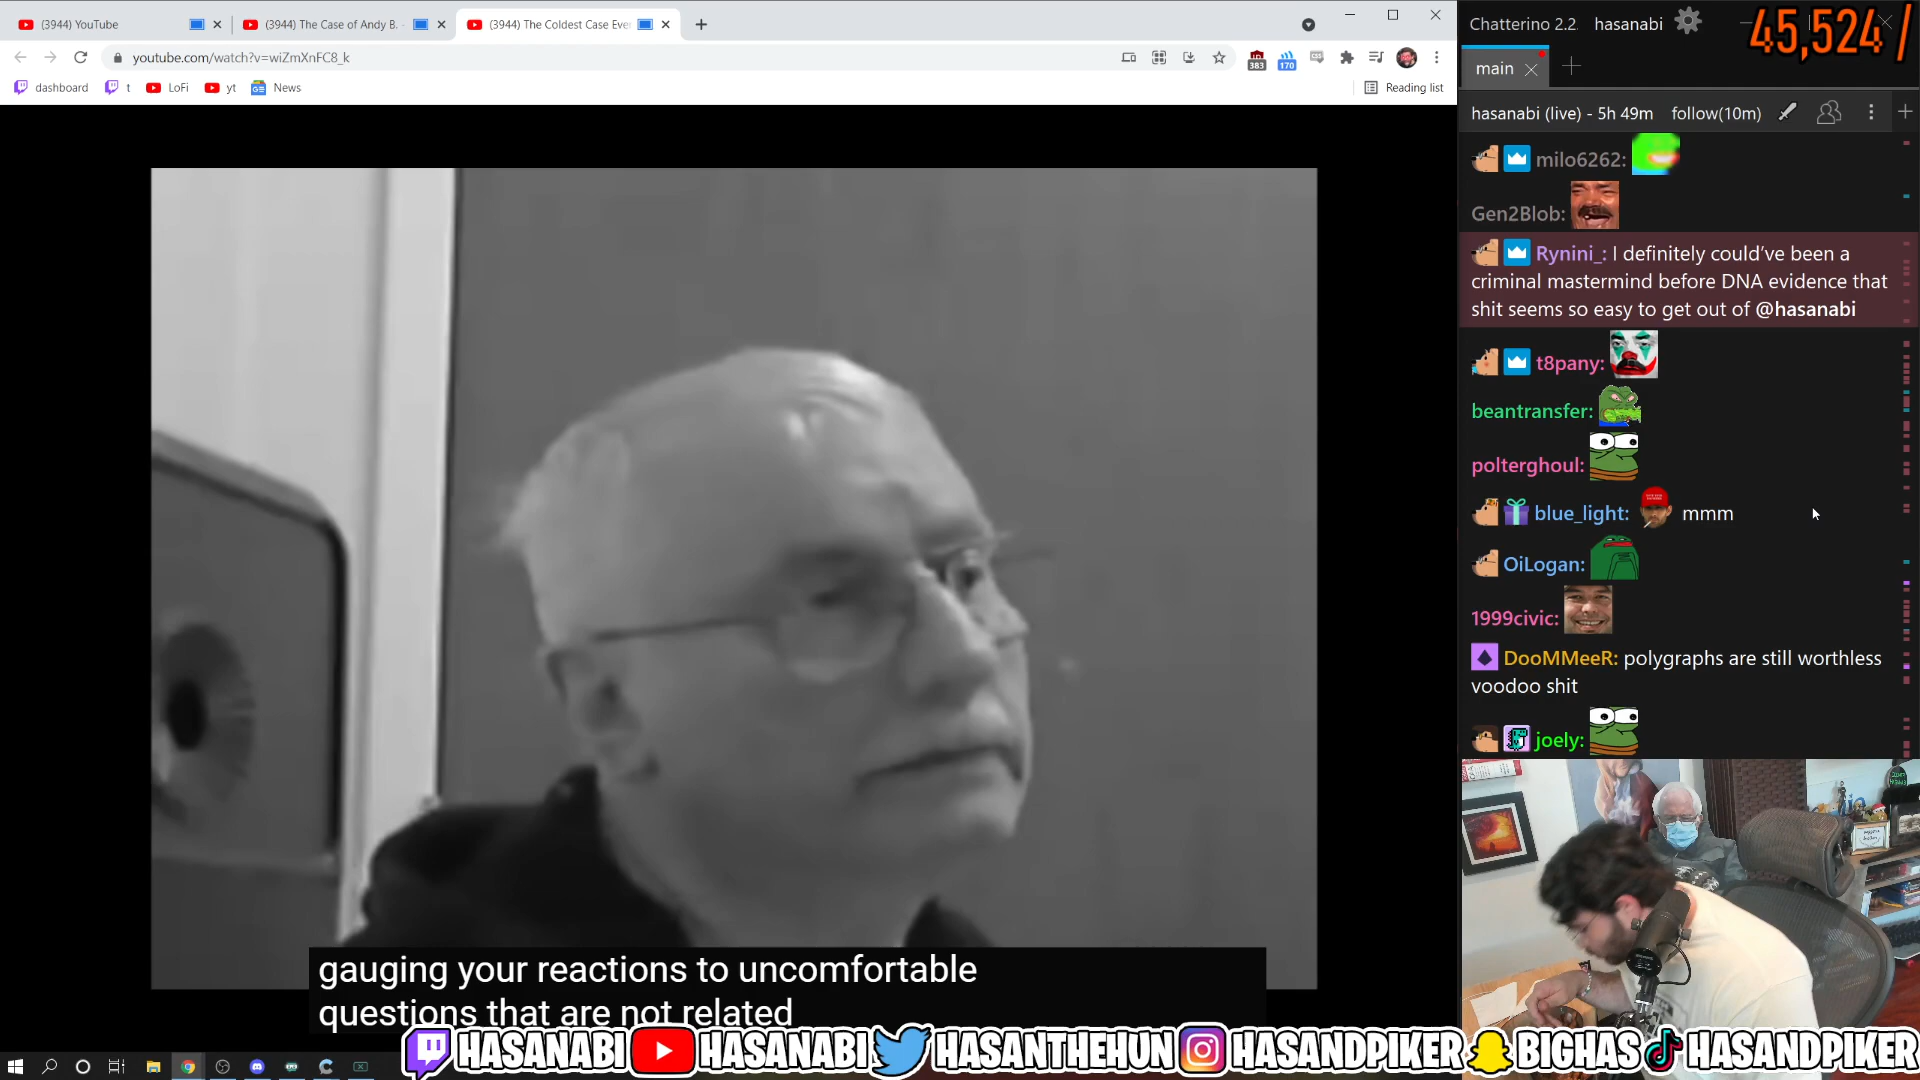 (3944) YouTube
(3944) The Case of Andy B.
(3944) The Coldest Case Eve
Chatterino 2.2.
hasanabi
45,524 /
youtube.com/watch?v=wiZmXnFC8_k
383
170
main
dashboard
t
LoFi
yt
News
Reading list
hasanabi (live) - 5h 49m
follow(10m)
milo6262:
Gen2Blob:
Rynini_: I definitely could've been a
criminal mastermind before DNA evidence that
shit seems so easy to get out of @hasanabi
t8pany:
beantransfer:
polterghoul:
blue_light: mmm
OiLogan:
1999civic:
DooMMeeR: polygraphs are still worthless
voodoo shit
joely:
gauging your reactions to uncomfortable
questions that are not related
HASANABI
HASANABI
HASANTHEHUN
HASANDPIKER
BIGHAS
HASANDPIKER